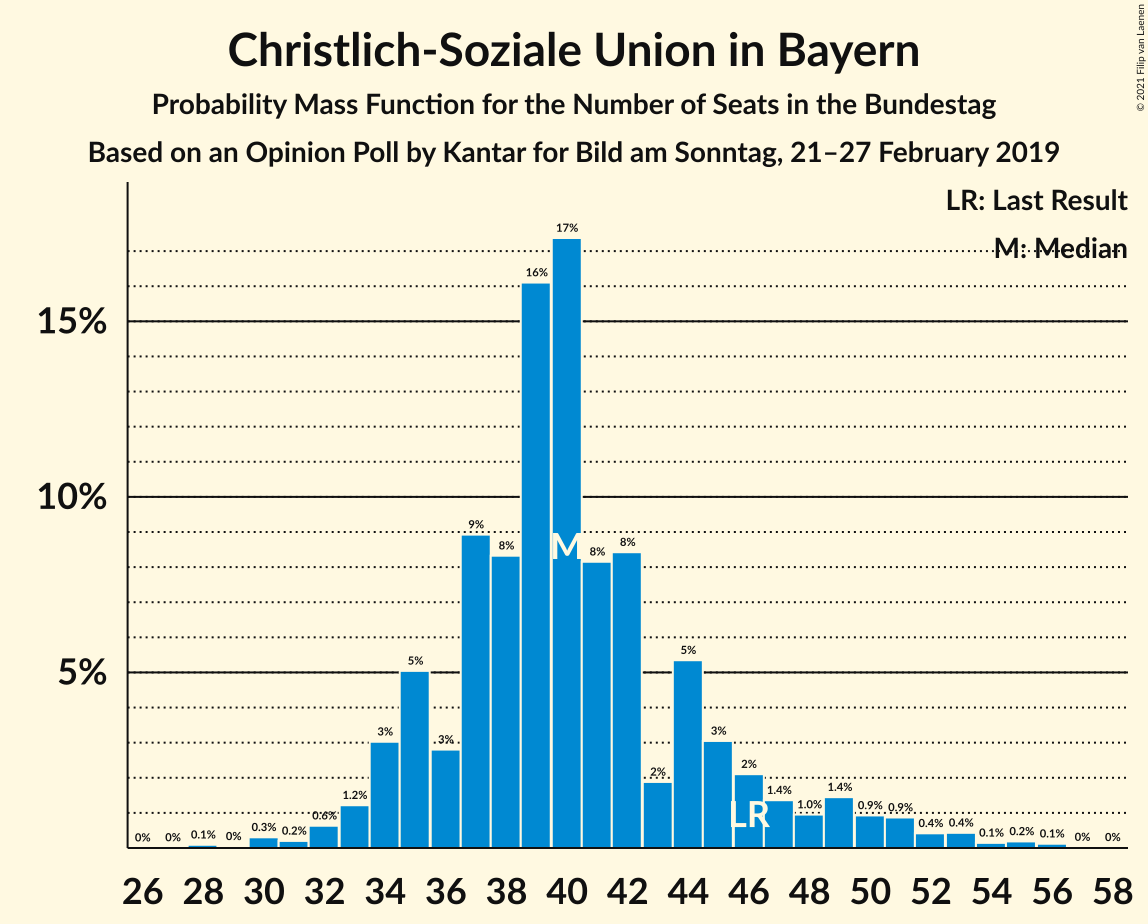 Christlich-Soziale Union in Bayern
Probability Mass Function for the Number of Seats in the Bundestag
Based on an Opinion Poll by Kantar for Bild am Sonntag, 21–27 February 2019
© 2021 Filip van Laenen
LR: Last Result
M: Median
15%
10%
5%
0% 0% 0.1% 0% 0.3% 0.2% 0.6% 1.2% 3% 5% 3% 9% 8% 16% 17% 8% 8% 2% 5% 3% 2% 1.4% 1.0% 1.4% 0.9% 0.9% 0.4% 0.4% 0.1% 0.2% 0.1% 0% 0%
M
LR
26 28 30 32 34 36 38 40 42 44 46 48 50 52 54 56 58